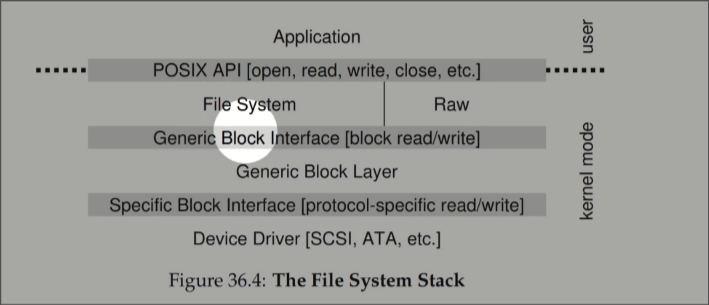 Application
user
POSIX API [open, read, write, close, etc.]
File System Raw
Generic Block Interface [block read/write]
Generic Block Layer
kernel mode
Specific Block Interface [protocol-specific read/write]
Device Driver [SCSI, ATA, etc.]
Figure 36.4: The File System Stack